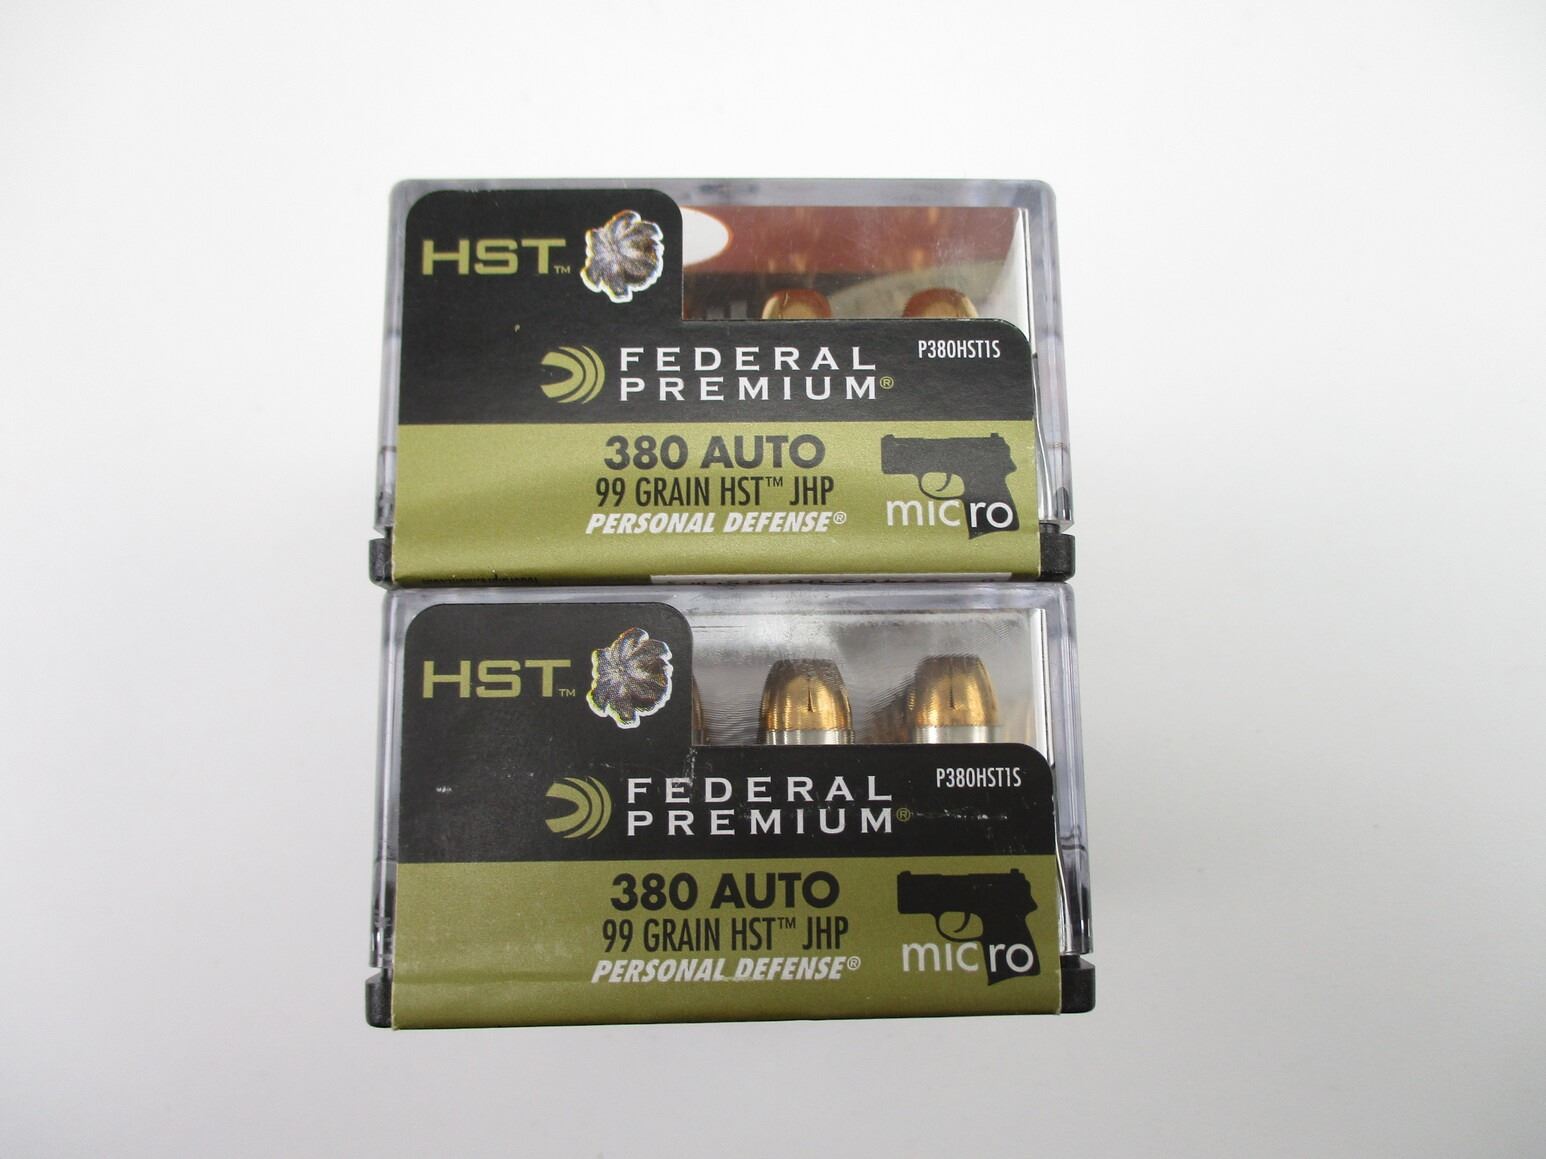 HST™
FEDERAL
PREMIUM®
P380HST1S
380 AUTO
99 GRAIN HST™ JHP
PERSONAL DEFENSE®
micro
HST™
FEDERAL
PREMIUM®
P380HST1S
380 AUTO
99 GRAIN HST™ JHP
PERSONAL DEFENSE®
micro